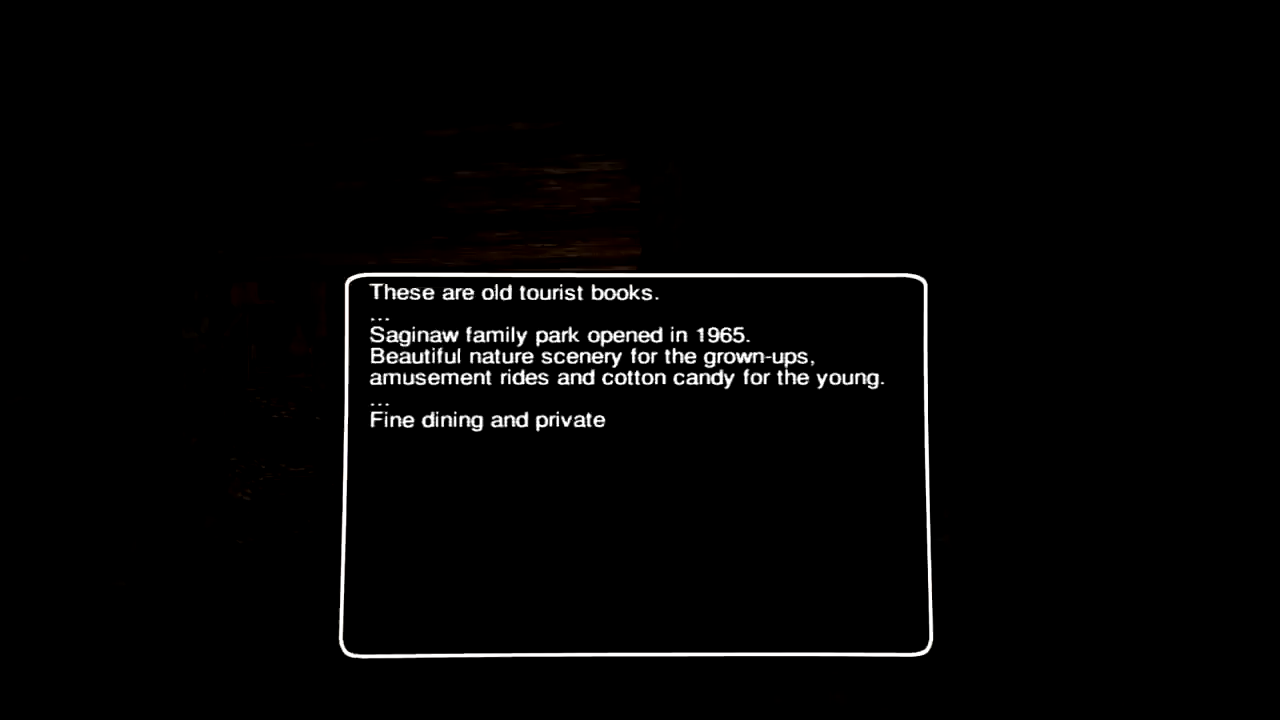 These are old tourist books.
...
Saginaw family park opened in 1965.
Beautiful nature scenery for the grown-ups,
amusement rides and cotton candy for the young.
...
Fine dining and private